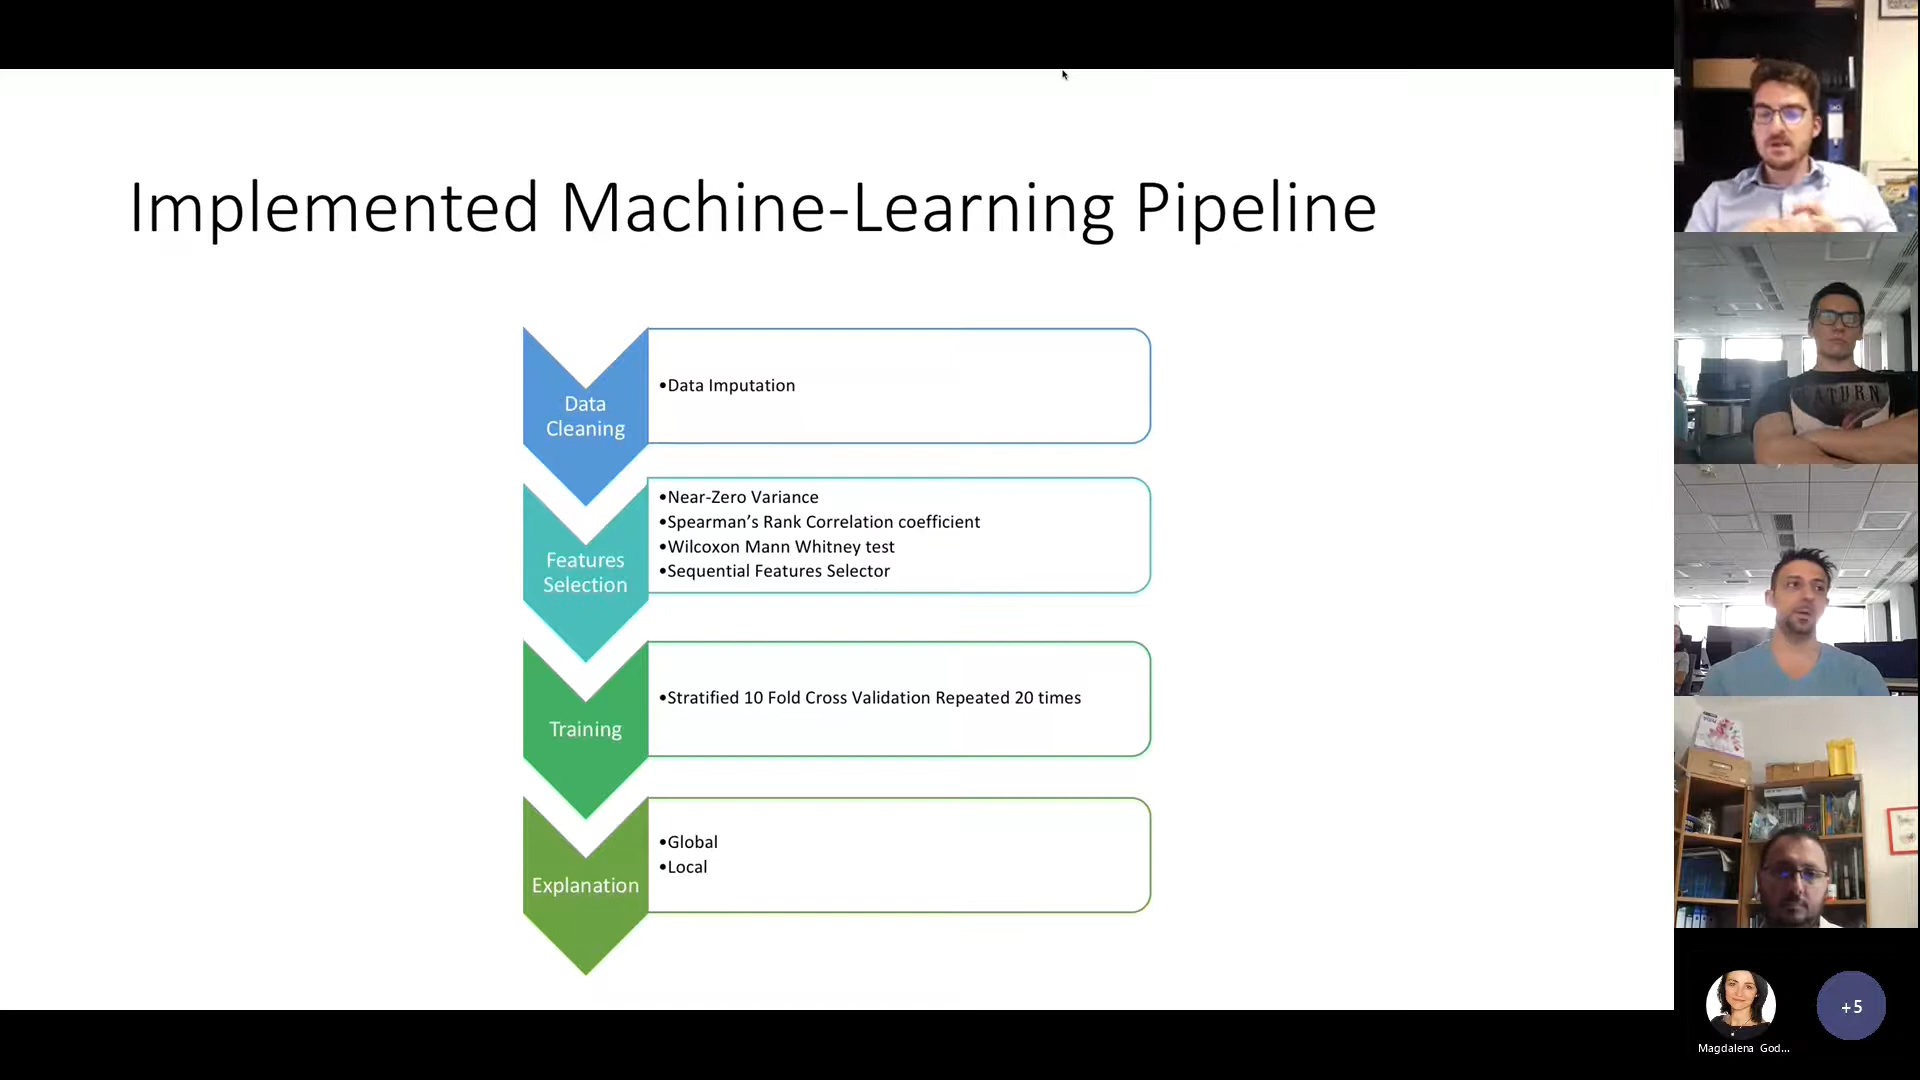 Implemented Machine-Learning Pipeline
Data
Cleaning
•Data Imputation
Features
Selection
•Near-Zero Variance
•Spearman’s Rank Correlation coefficient
•Wilcoxon Mann Whitney test
•Sequential Features Selector
Training
•Stratified 10 Fold Cross Validation Repeated 20 times
Explanation
•Global
•Local
ATURN
+5
Magdalena God...